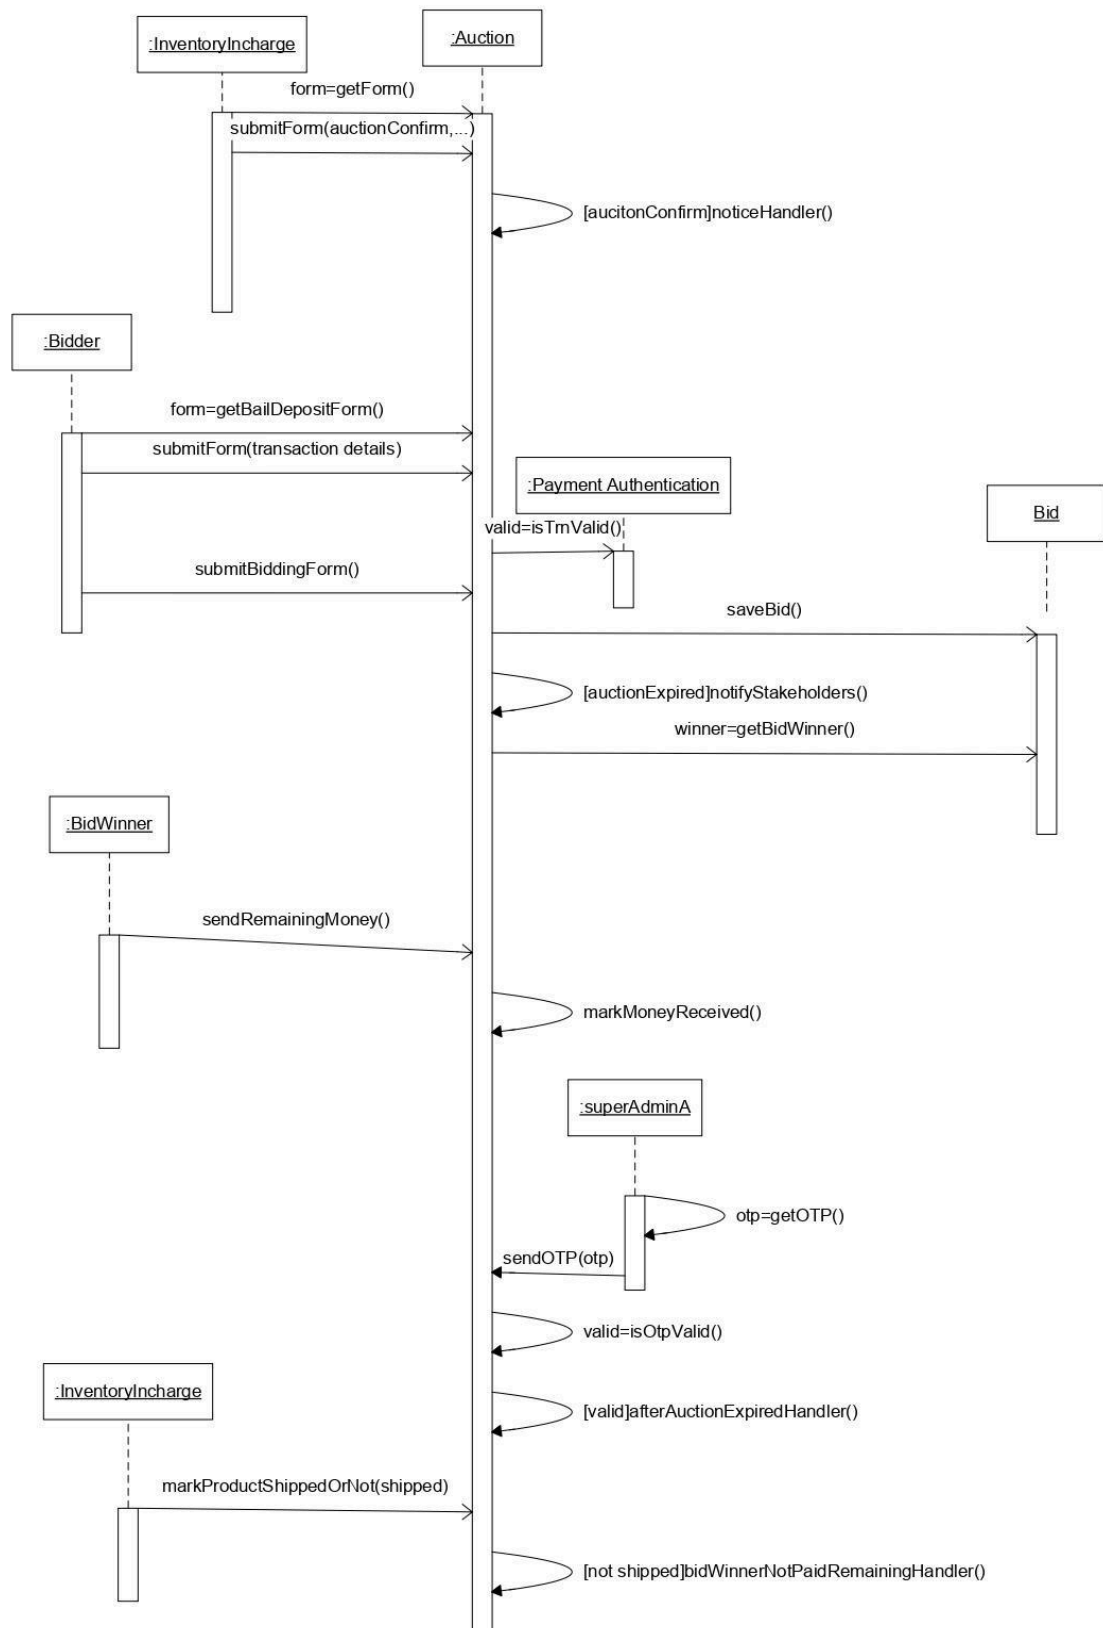 :InventoryIncharge
:Auction
form=getForm()
submitForm(auctionConfirm,...)
[aucitonConfirm]noticeHandler()
:Bidder
form=getBailDepositForm()
submitForm(transaction details)
:Payment Authentication
Bid
valid=isTrnValid()
submitBiddingForm()
saveBid()
[auctionExpired]notifyStakeholders()
winner=getBidWinner()
:BidWinner
sendRemainingMoney()
markMoneyReceived()
:superAdminA
otp=getOTP()
sendOTP(otp)
valid=isOtpValid()
:InventoryIncharge
[valid]afterAuctionExpiredHandler()
markProductShippedOrNot(shipped)
[not shipped]bidWinnerNotPaidRemainingHandler()